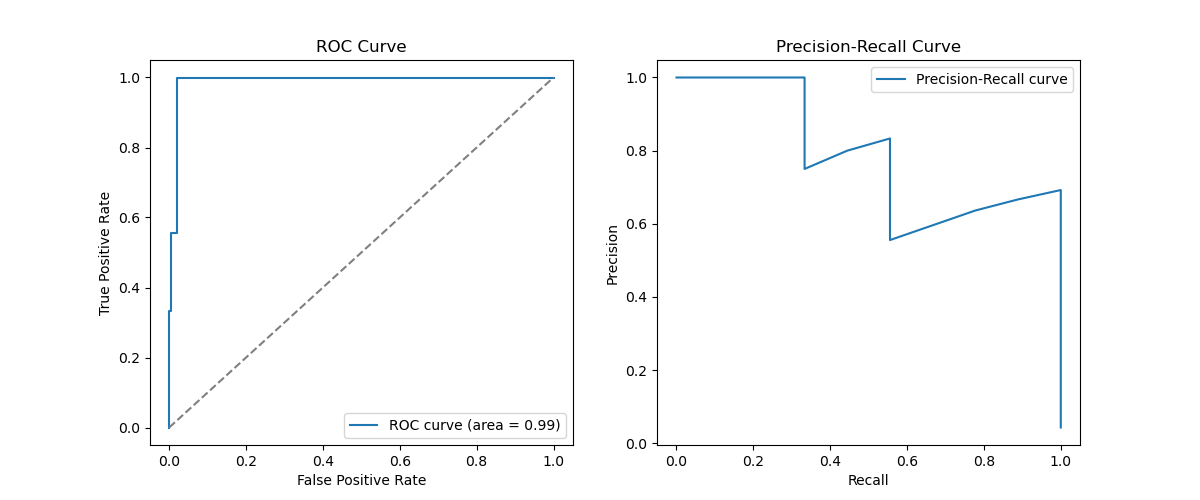 ROC Curve
True Positive Rate
1.0
0.8
0.6
0.4
0.2
0.0
ROC curve (area = 0.99)
0.0 0.2 0.4 0.6 0.8 1.0
False Positive Rate
Precision-Recall Curve
Precision
1.0
0.8
0.6
0.4
0.2
0.0
Precision-Recall curve
0.0 0.2 0.4 0.6 0.8 1.0
Recall